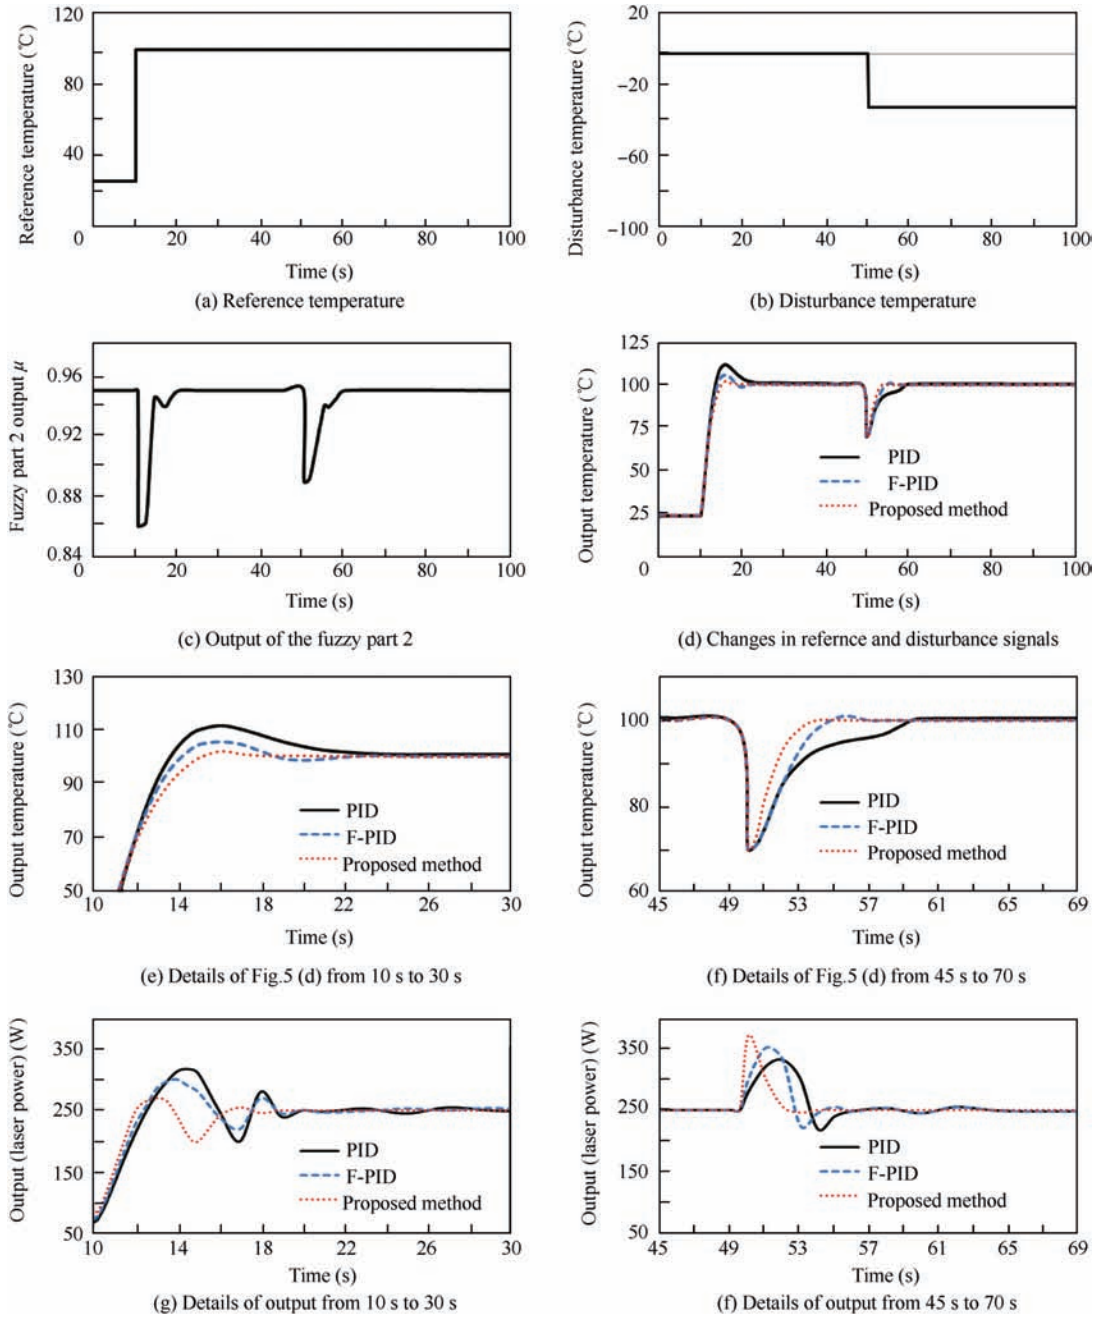 120
80
40
0
20
40
60
80
100
Reference temperature (℃)
Time (s)
(a) Reference temperature
20
−20
−60
−100
0
20
40
60
80
100
Disturbance temperature (℃)
Time (s)
(b) Disturbance temperature
0.96
0.92
0.88
0.84
0
20
40
60
80
100
Fuzzy part 2 output μ
Time (s)
(c) Output of the fuzzy part 2
125
100
75
50
25
0
20
40
60
80
100
Output temperature (℃)
PID
F-PID
Proposed method
Time (s)
(d) Changes in refernce and disturbance signals
130
110
90
70
50
10
14
18
22
26
30
Output temperature (℃)
PID
F-PID
Proposed method
Time (s)
(e) Details of Fig.5 (d) from 10 s to 30 s
100
80
60
45
49
53
57
61
65
69
Output temperature (℃)
PID
F-PID
Proposed method
Time (s)
(f) Details of Fig.5 (d) from 45 s to 70 s
350
250
150
50
10
14
18
22
26
30
Output (laser power) (W)
PID
F-PID
Proposed method
Time (s)
(g) Details of output from 10 s to 30 s
350
250
150
50
45
49
53
57
61
65
69
Output (laser power) (W)
PID
F-PID
Proposed method
Time (s)
(f) Details of output from 45 s to 70 s